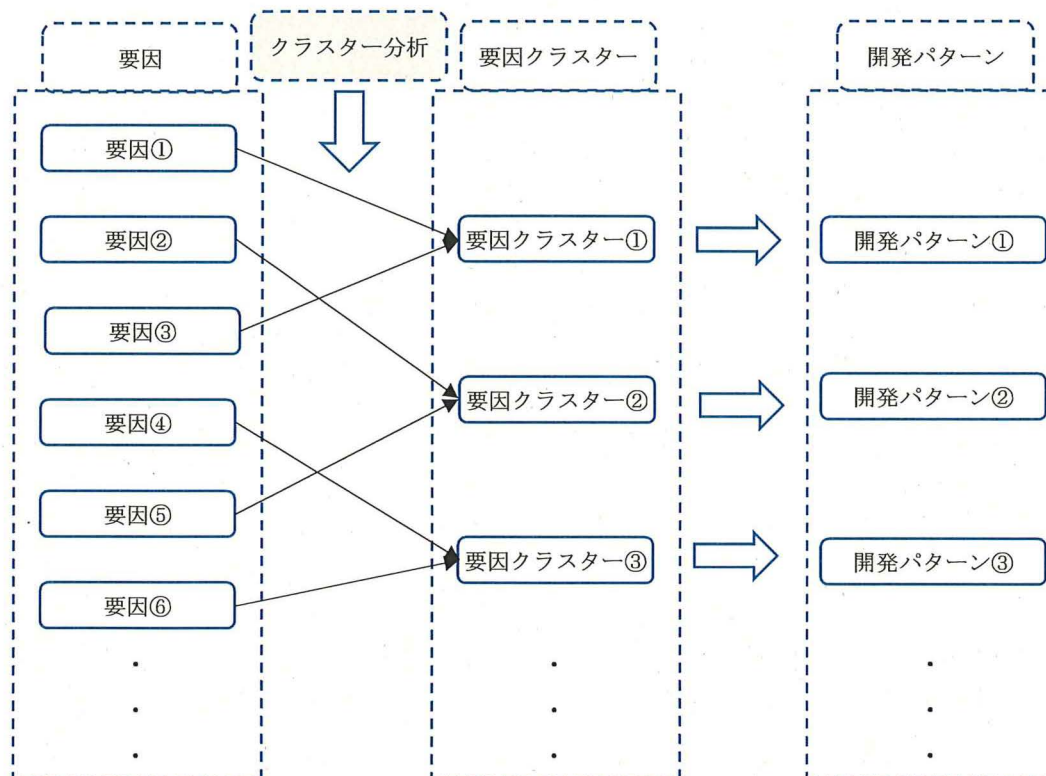 要因
クラスター分析
要因クラスター
開発パターン
要因①
要因②
要因③
要因④
要因⑤
要因⑥
要因クラスター①
要因クラスター②
要因クラスター③
開発パターン①
開発パターン②
開発パターン③